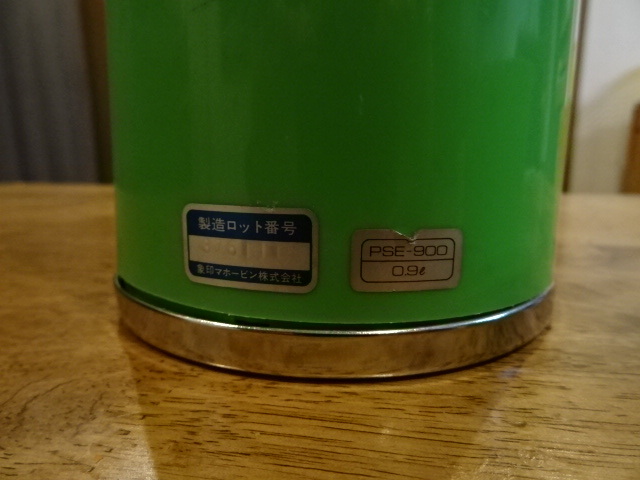 製造ロット番号
象印マホービン株式会社
PSE-900
0.9ℓ